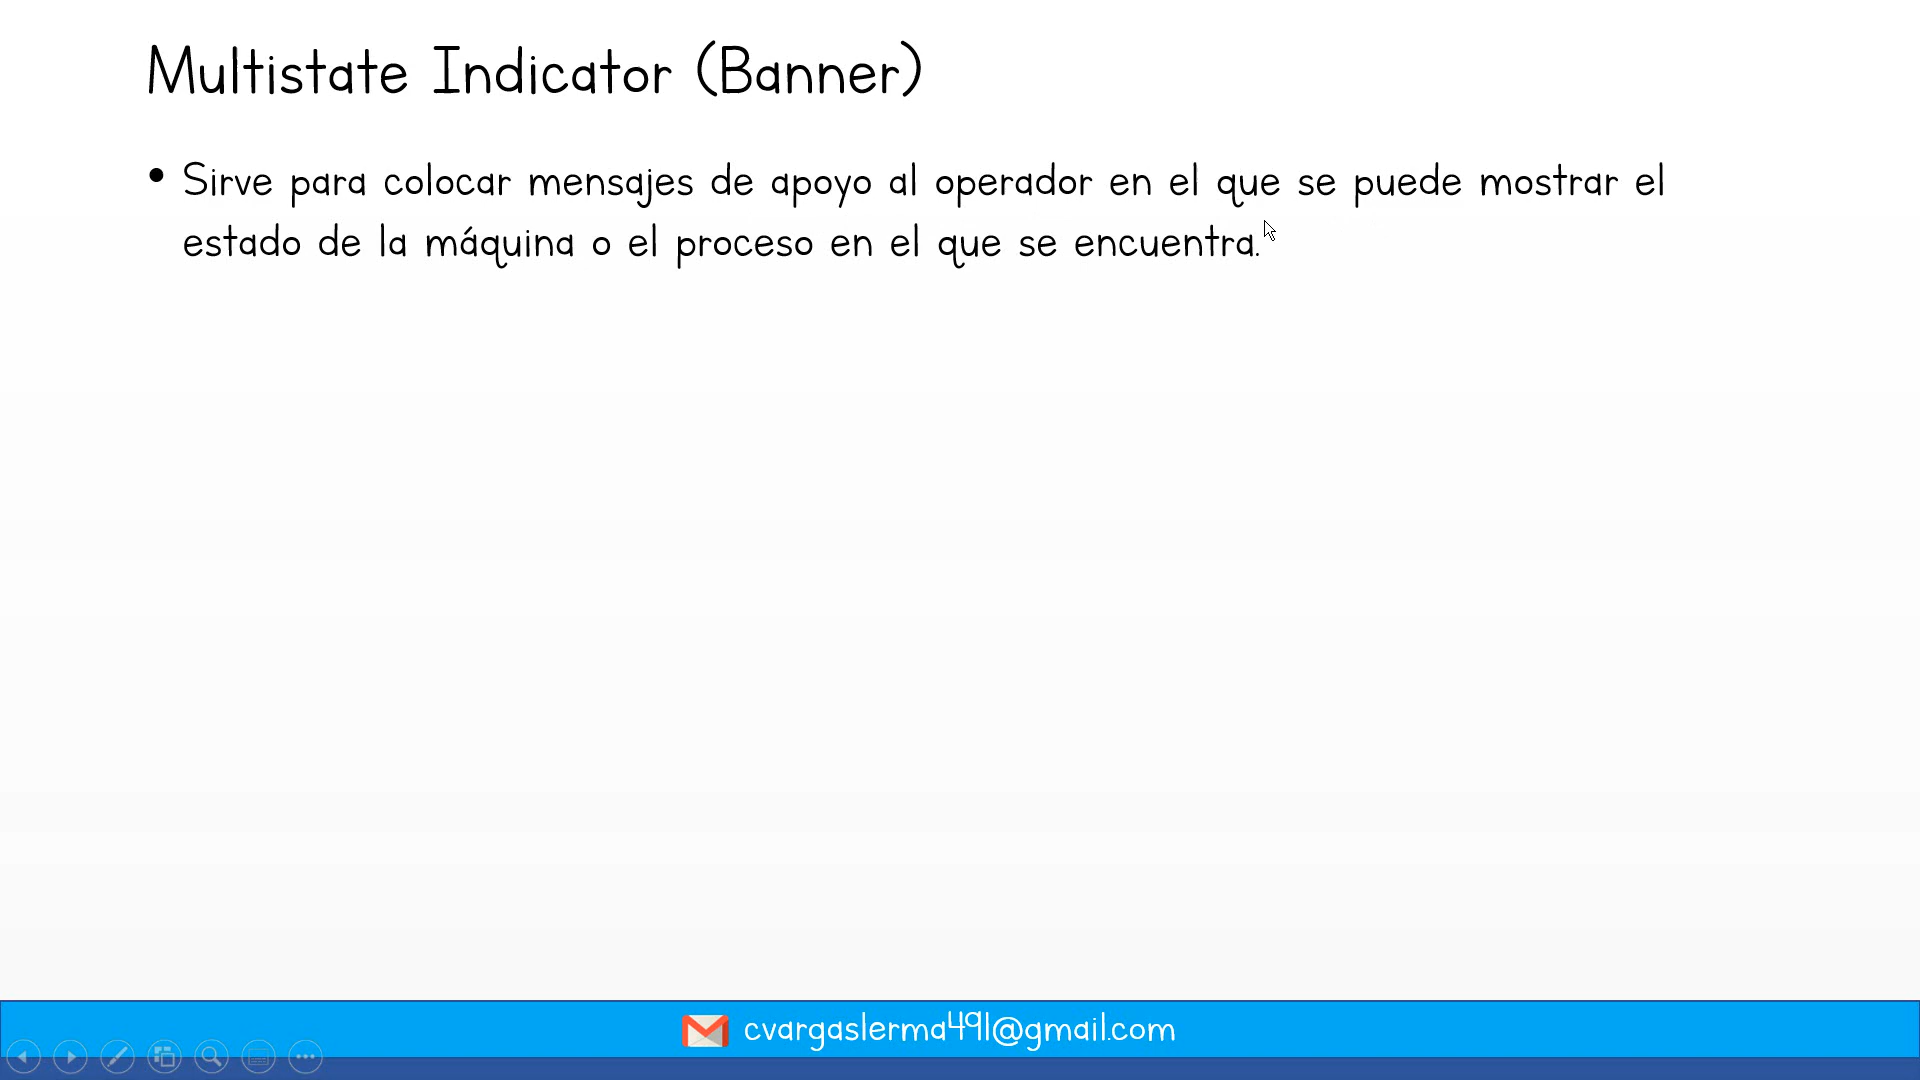 Multistate Indicator (Banner)
• Sirve para colocar mensajes de apoyo al operador en el que se puede mostrar el
estado de la máquina o el proceso en el que se encuentra.
cvargaslerma491@gmail.com